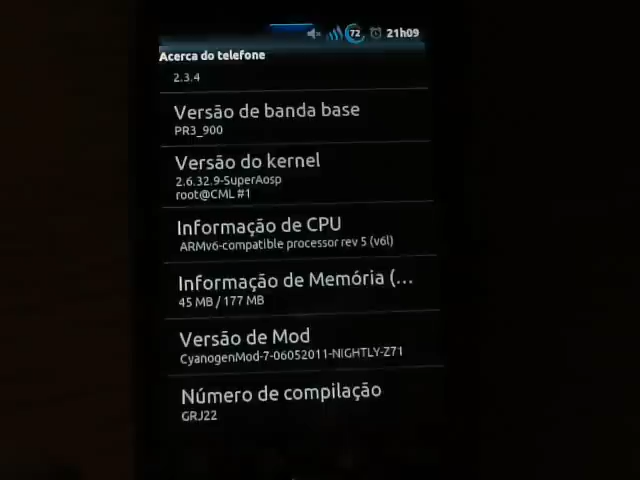 72 21h09
Acerca do telefone
2.3.4
Versão de banda base
PR3_900
Versão do kernel
2.6.32.9-SuperAosp
root@CML #1
Informação de CPU
ARMv6-compatible processor rev 5 (v6l)
Informação de Memória (...
45 MB / 177 MB
Versão de Mod
CyanogenMod-7-06052011-NIGHTLY-Z71
Número de compilação
GRJ22